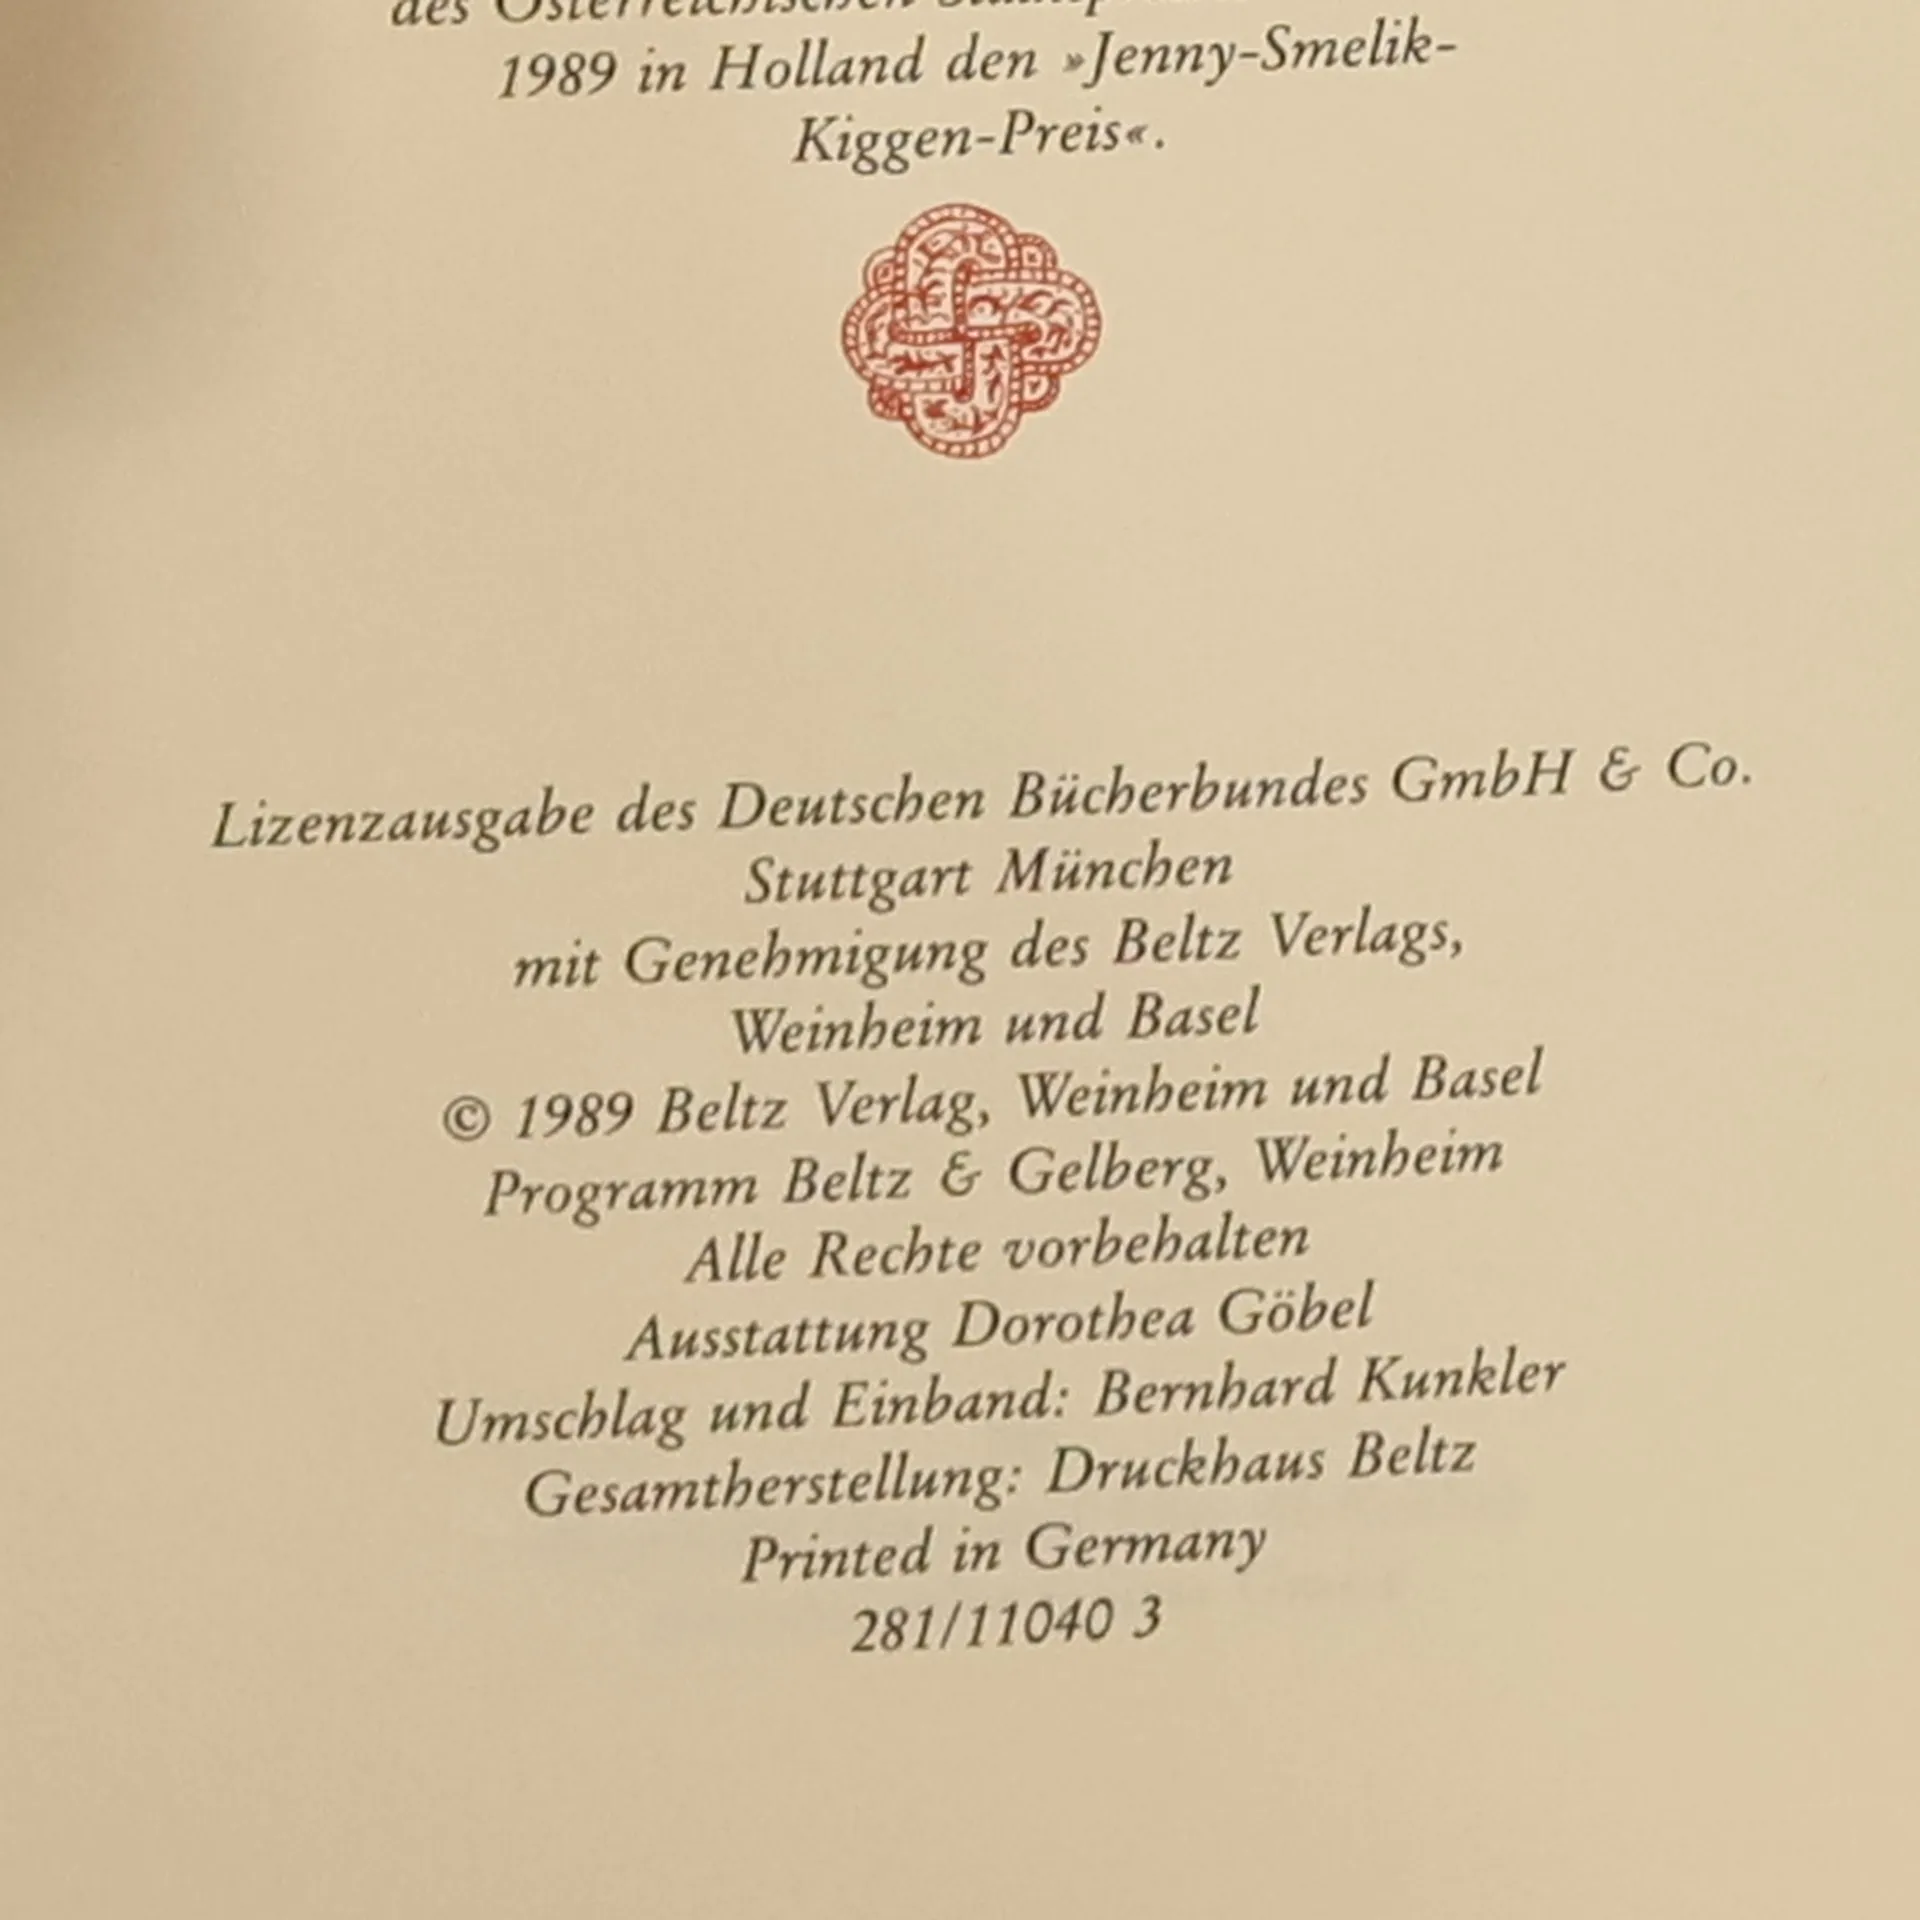 des Österreichischen
1989 in Holland den »Jenny-Smelik-
Kiggen-Preis«.
Lizenzausgabe des Deutschen Bücherbundes GmbH & Co.
Stuttgart München
mit Genehmigung des Beltz Verlags,
Weinheim und Basel
© 1989 Beltz Verlag, Weinheim und Basel
Programm Beltz & Gelberg, Weinheim
Alle Rechte vorbehalten
Ausstattung Dorothea Göbel
Umschlag und Einband: Bernhard Kunkler
Gesamtherstellung: Druckhaus Beltz
Printed in Germany
281/11040 3